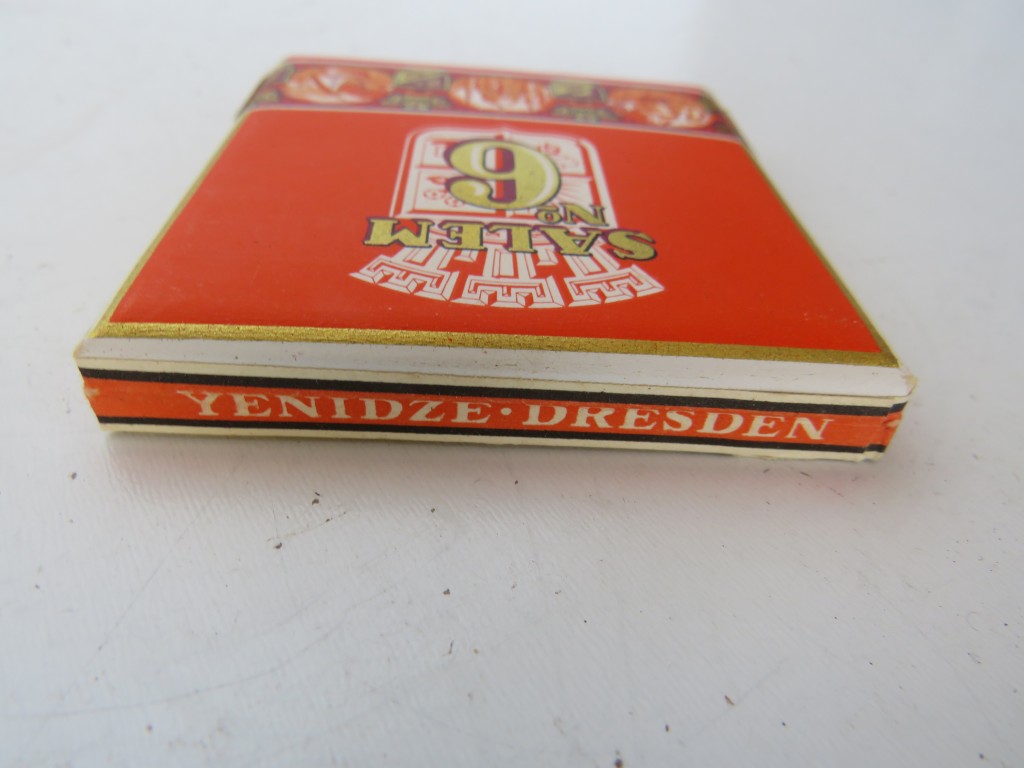 SALEM
No
6
YENIDZE · DRESDEN